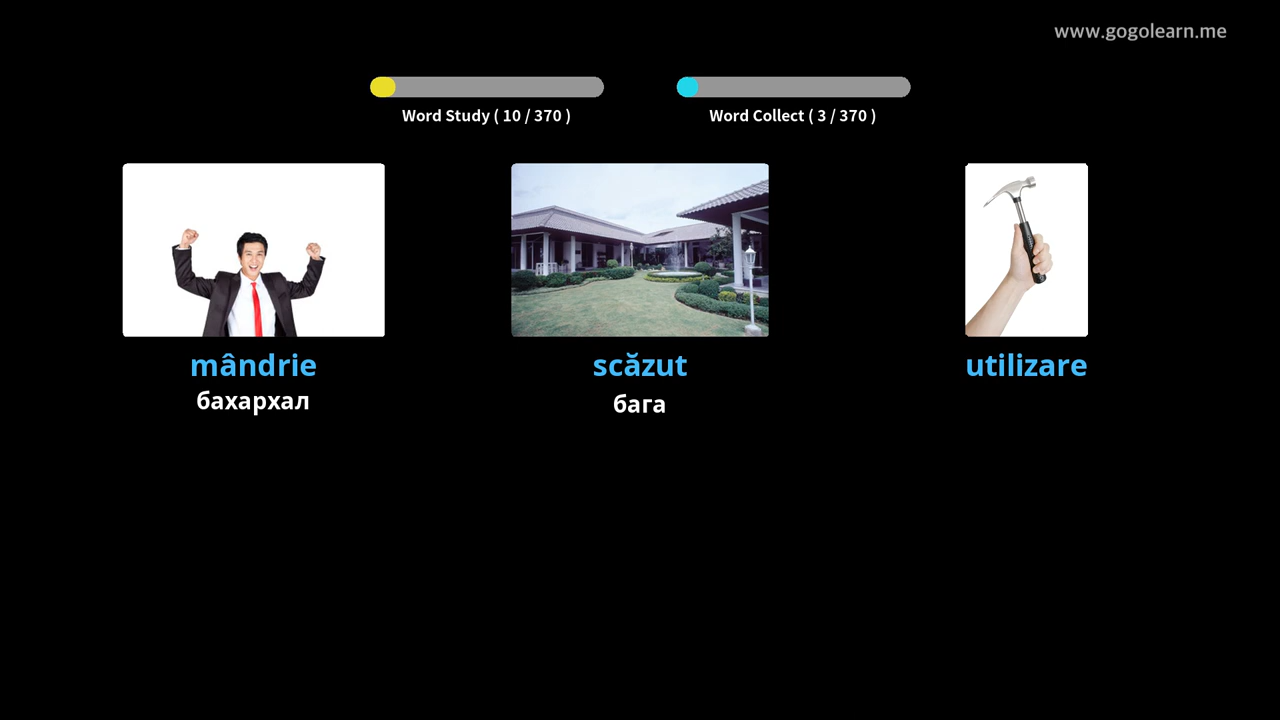 www.gogolearn.me
Word Study ( 10 / 370 )
Word Collect ( 3 / 370 )
mândrie
бахархал
scăzut
бага
utilizare